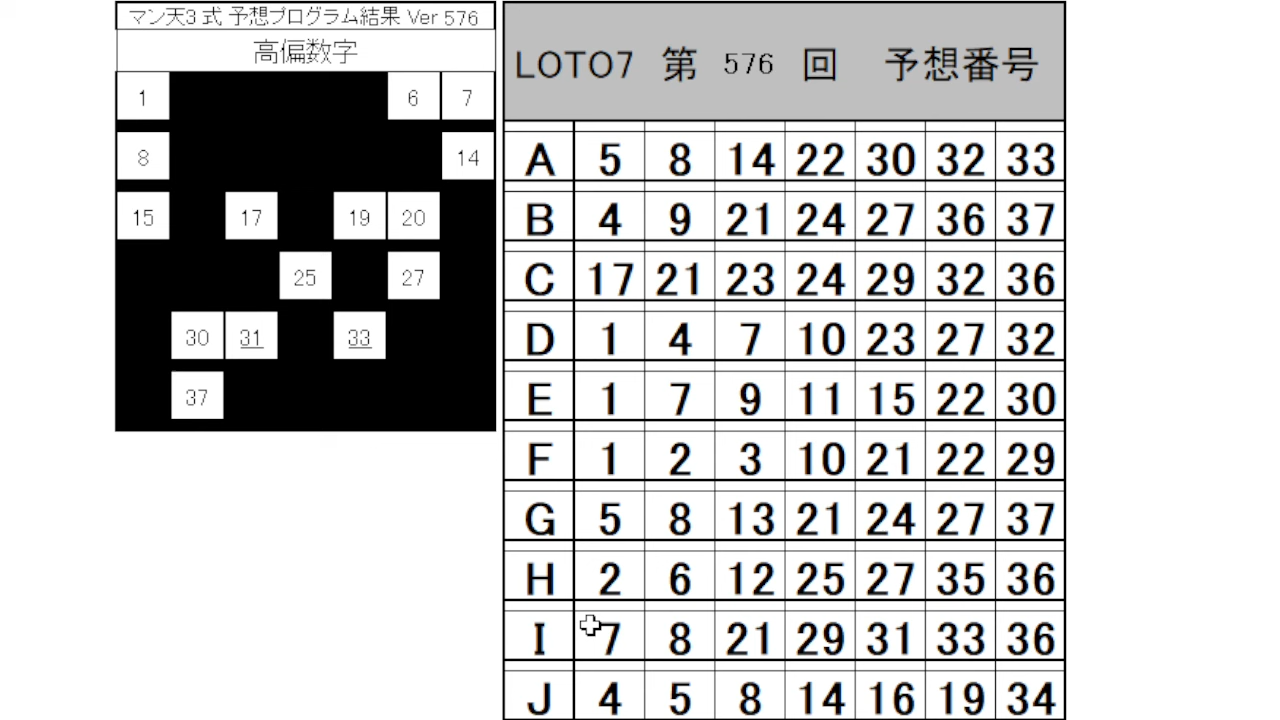 マン天3 式 予想プログラム結果 Ver 576
高偏数字
1 6 7
8 14
15 17 19 20
25 27
30 31 33
37
LOTO7 第 576 回 予想番号
A 5 8 14 22 30 32 33
B 4 9 21 24 27 36 37
C 17 21 23 24 29 32 36
D 1 4 7 10 23 27 32
E 1 7 9 11 15 22 30
F 1 2 3 10 21 22 29
G 5 8 13 21 24 27 37
H 2 6 12 25 27 35 36
I 7 8 21 29 31 33 36
J 4 5 8 14 16 19 34